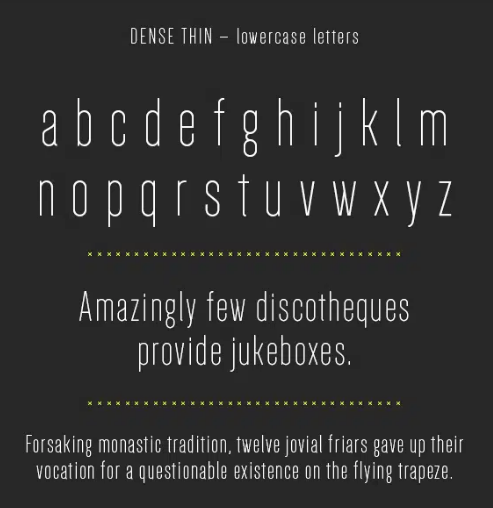 DENSE THIN – lowercase letters
a b c d e f g h i j k l m
n o p q r s t u v w x y z
Amazingly few discotheques
provide jukeboxes.
Forsaking monastic tradition, twelve jovial friars gave up their
vocation for a questionable existence on the flying trapeze.